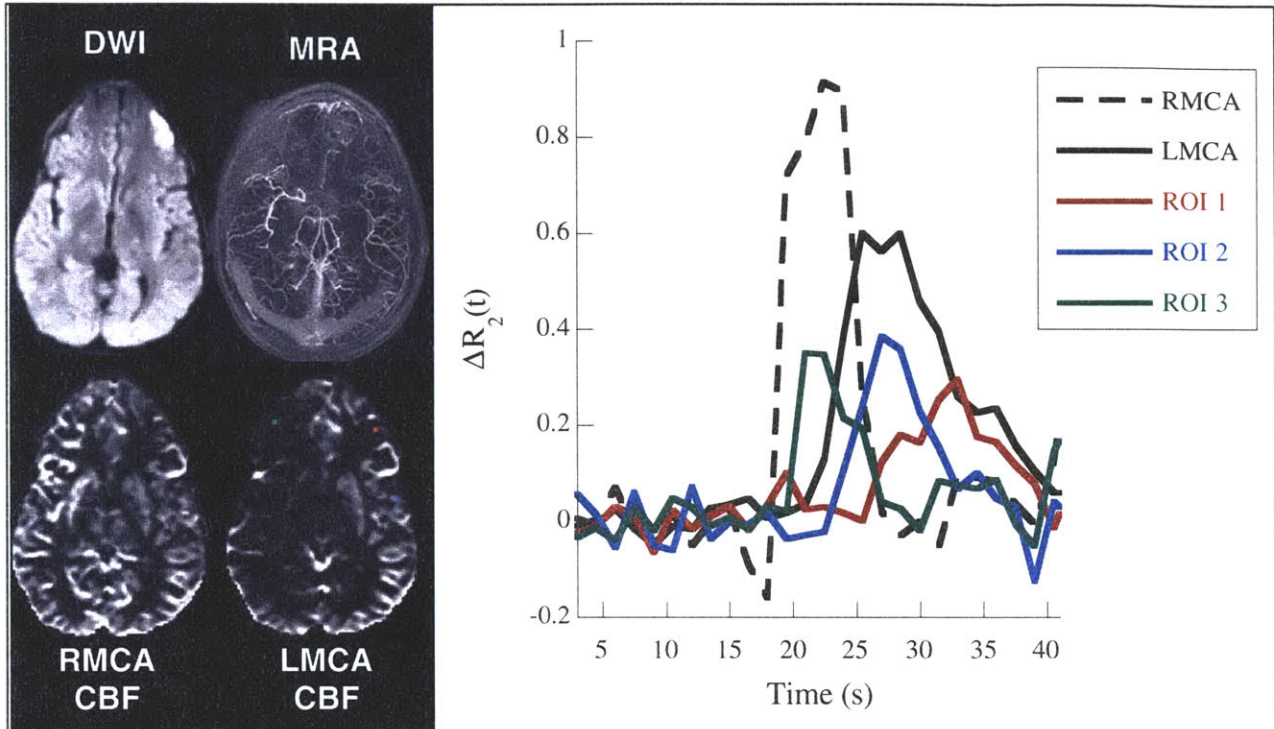 DWI
MRA
RMCA
CBF
LMCA
CBF
1
0.8
0.6
0.4
0.2
0
-0.2
ΔR₂(t)
5 10 15 20 25 30 35 40
Time (s)
RMCA
LMCA
ROI 1
ROI 2
ROI 3